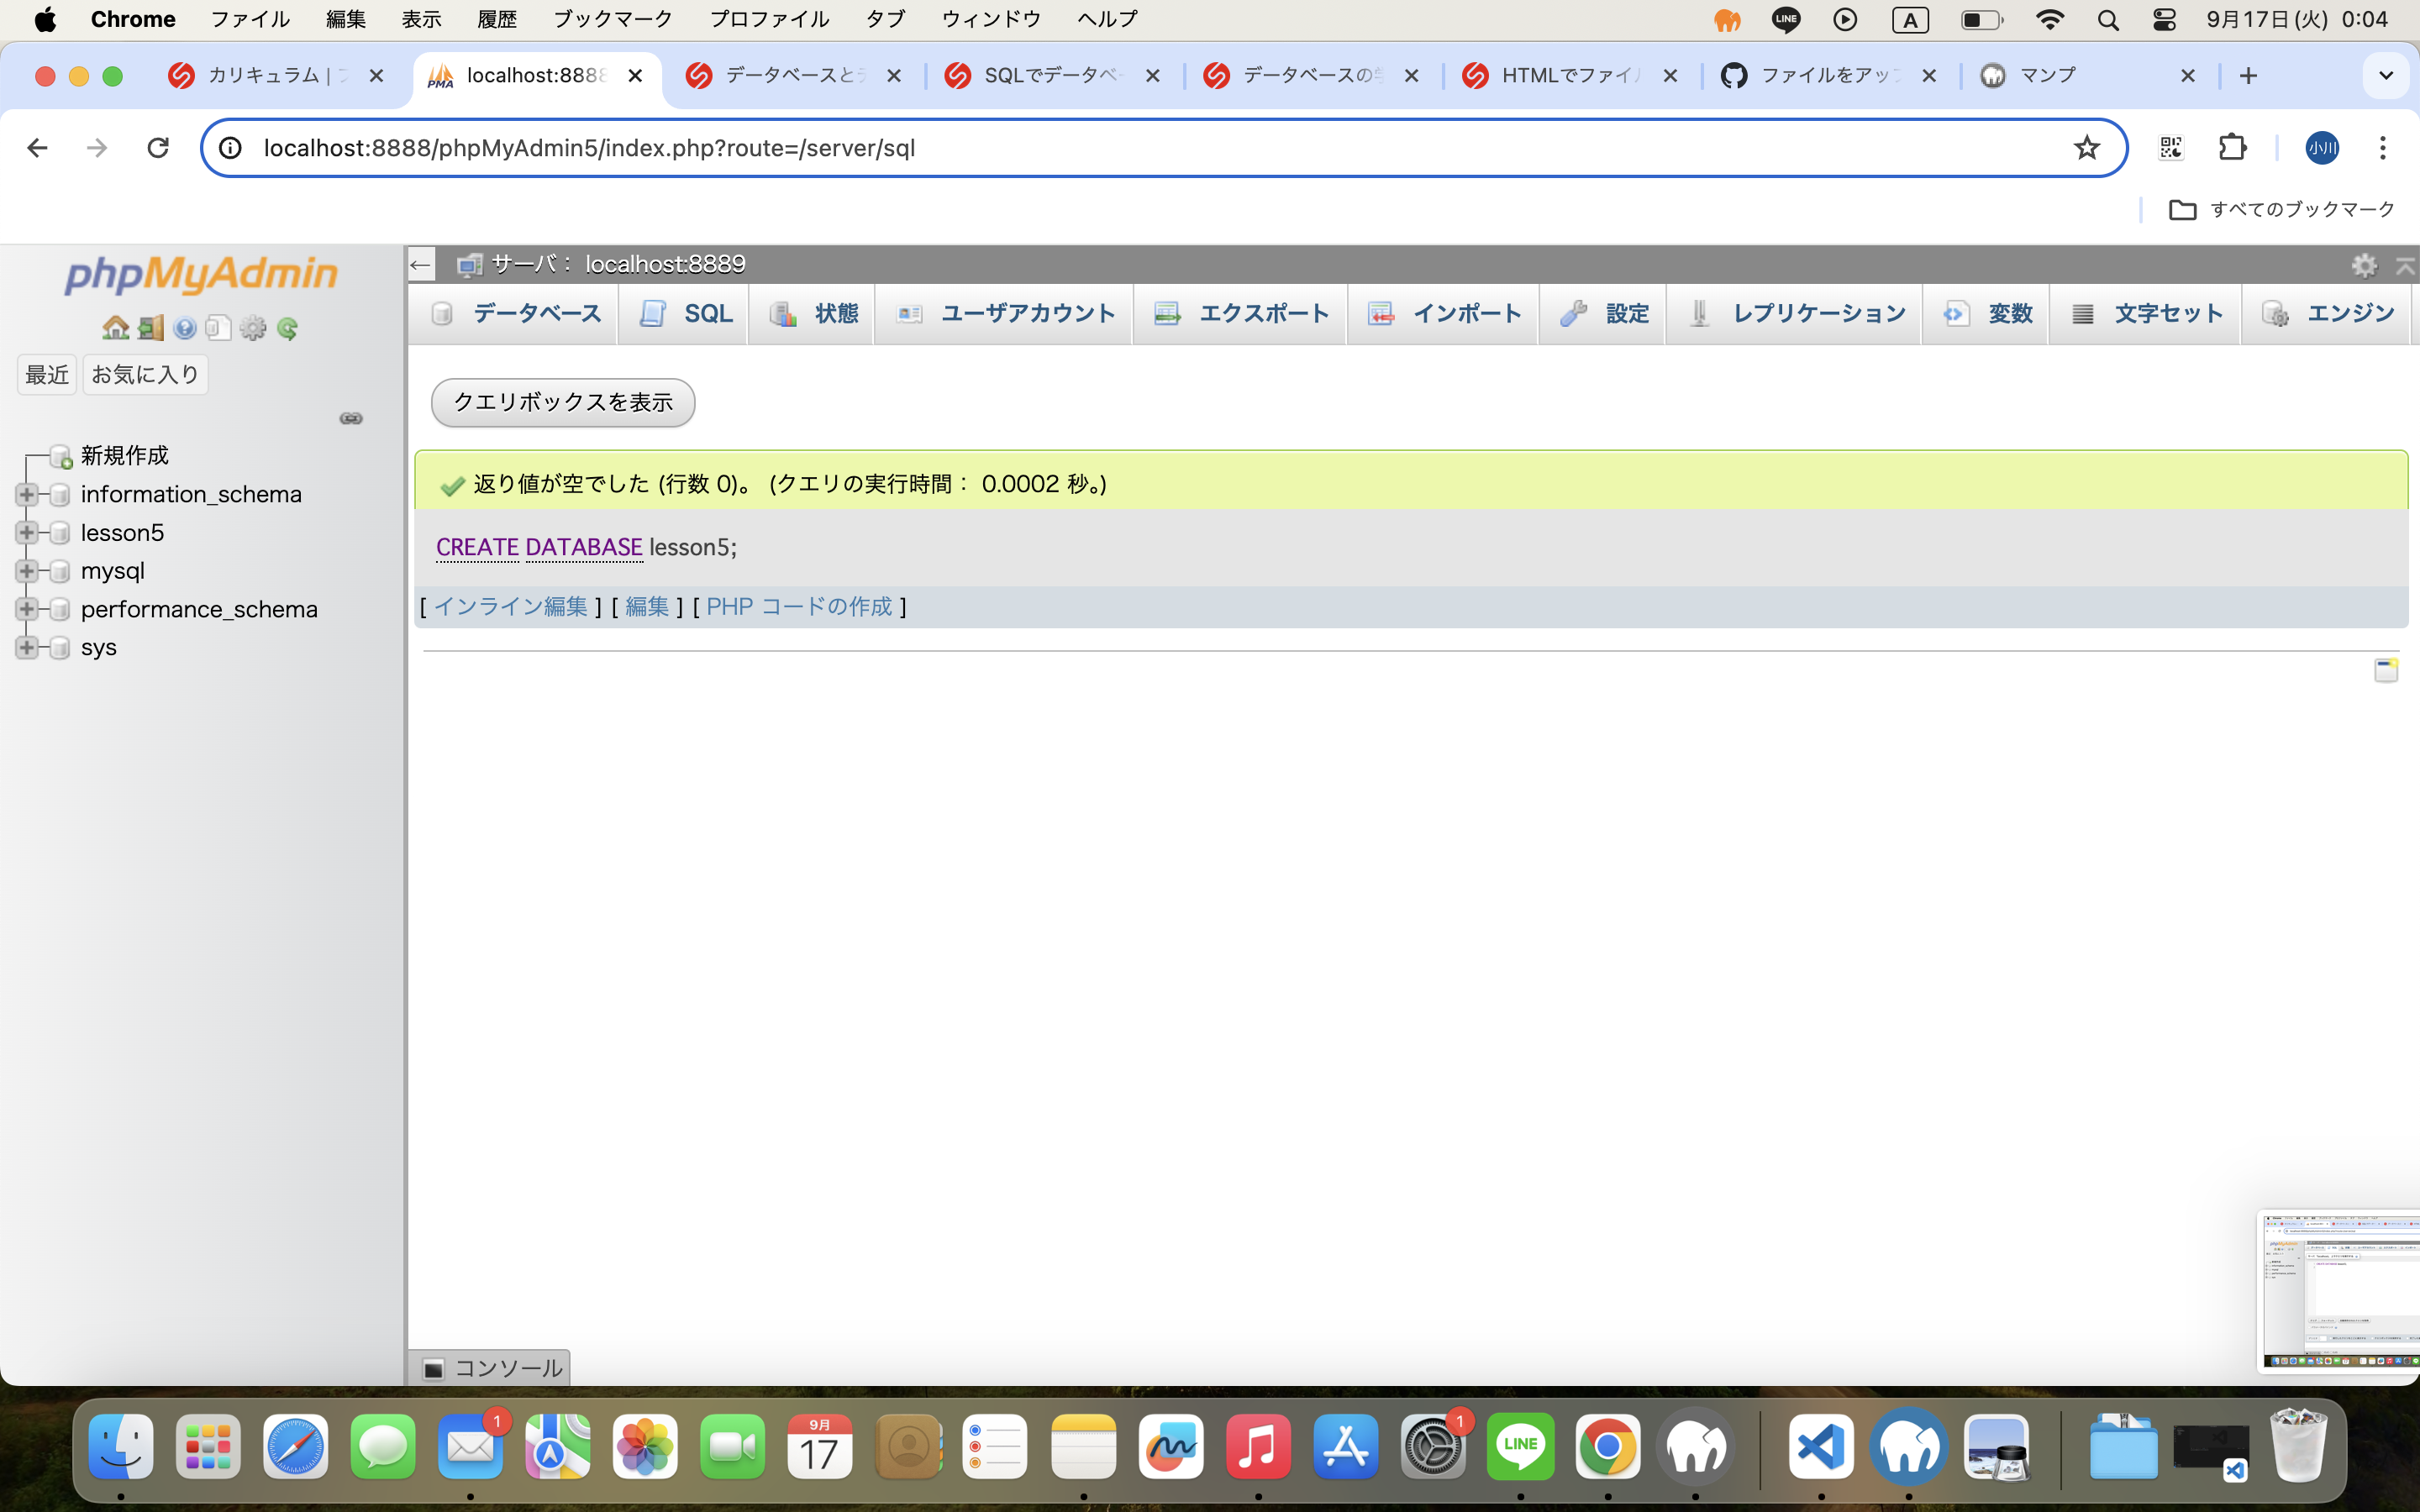 Chrome ファイル 編集 表示 履歴 ブックマーク プロファイル タブ ウィンドウ ヘルプ LINE A 9月17日(火) 0:04
カリキュラム | localhost:8888 データベースと SQLでデータベ データベースの HTMLでファイル ファイルをアップ マンプ
localhost:8888/phpMyAdmin5/index.php?route=/server/sql 小川
すべてのブックマーク
phpMyAdmin
最近 お気に入り
新規作成
information_schema
lesson5
mysql
performance_schema
sys
サーバ: localhost:8889
データベース SQL 状態 ユーザアカウント エクスポート インポート 設定 レプリケーション 変数 文字セット エンジン
クエリボックスを表示
返り値が空でした (行数 0)。 (クエリの実行時間: 0.0002 秒。)
CREATE DATABASE lesson5;
[ インライン編集 ] [ 編集 ] [ PHP コードの作成 ]
コンソール
1 9月 17 1 LINE